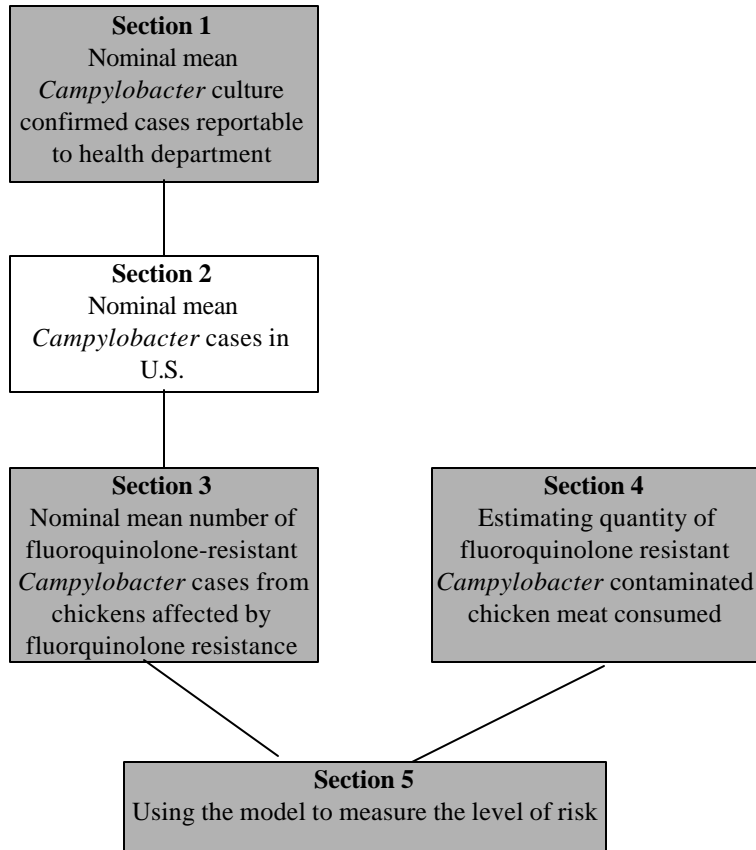 Section 1
Nominal mean
Campylobacter culture
confirmed cases reportable
to health department
Section 2
Nominal mean
Campylobacter cases in
U.S.
Section 3
Nominal mean number of
fluoroquinolone-resistant
Campylobacter cases from
chickens affected by
fluorquinolone resistance
Section 4
Estimating quantity of
fluoroquinolone resistant
Campylobacter contaminated
chicken meat consumed
Section 5
Using the model to measure the level of risk